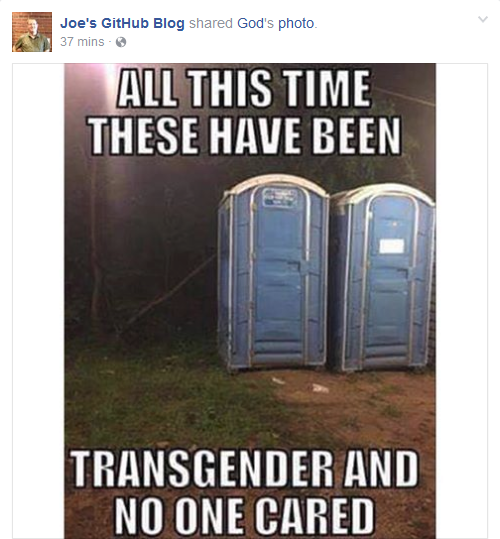 Joe's GitHub Blog shared God's photo.
37 mins ·
ALL THIS TIME
THESE HAVE BEEN
TRANSGENDER AND
NO ONE CARED